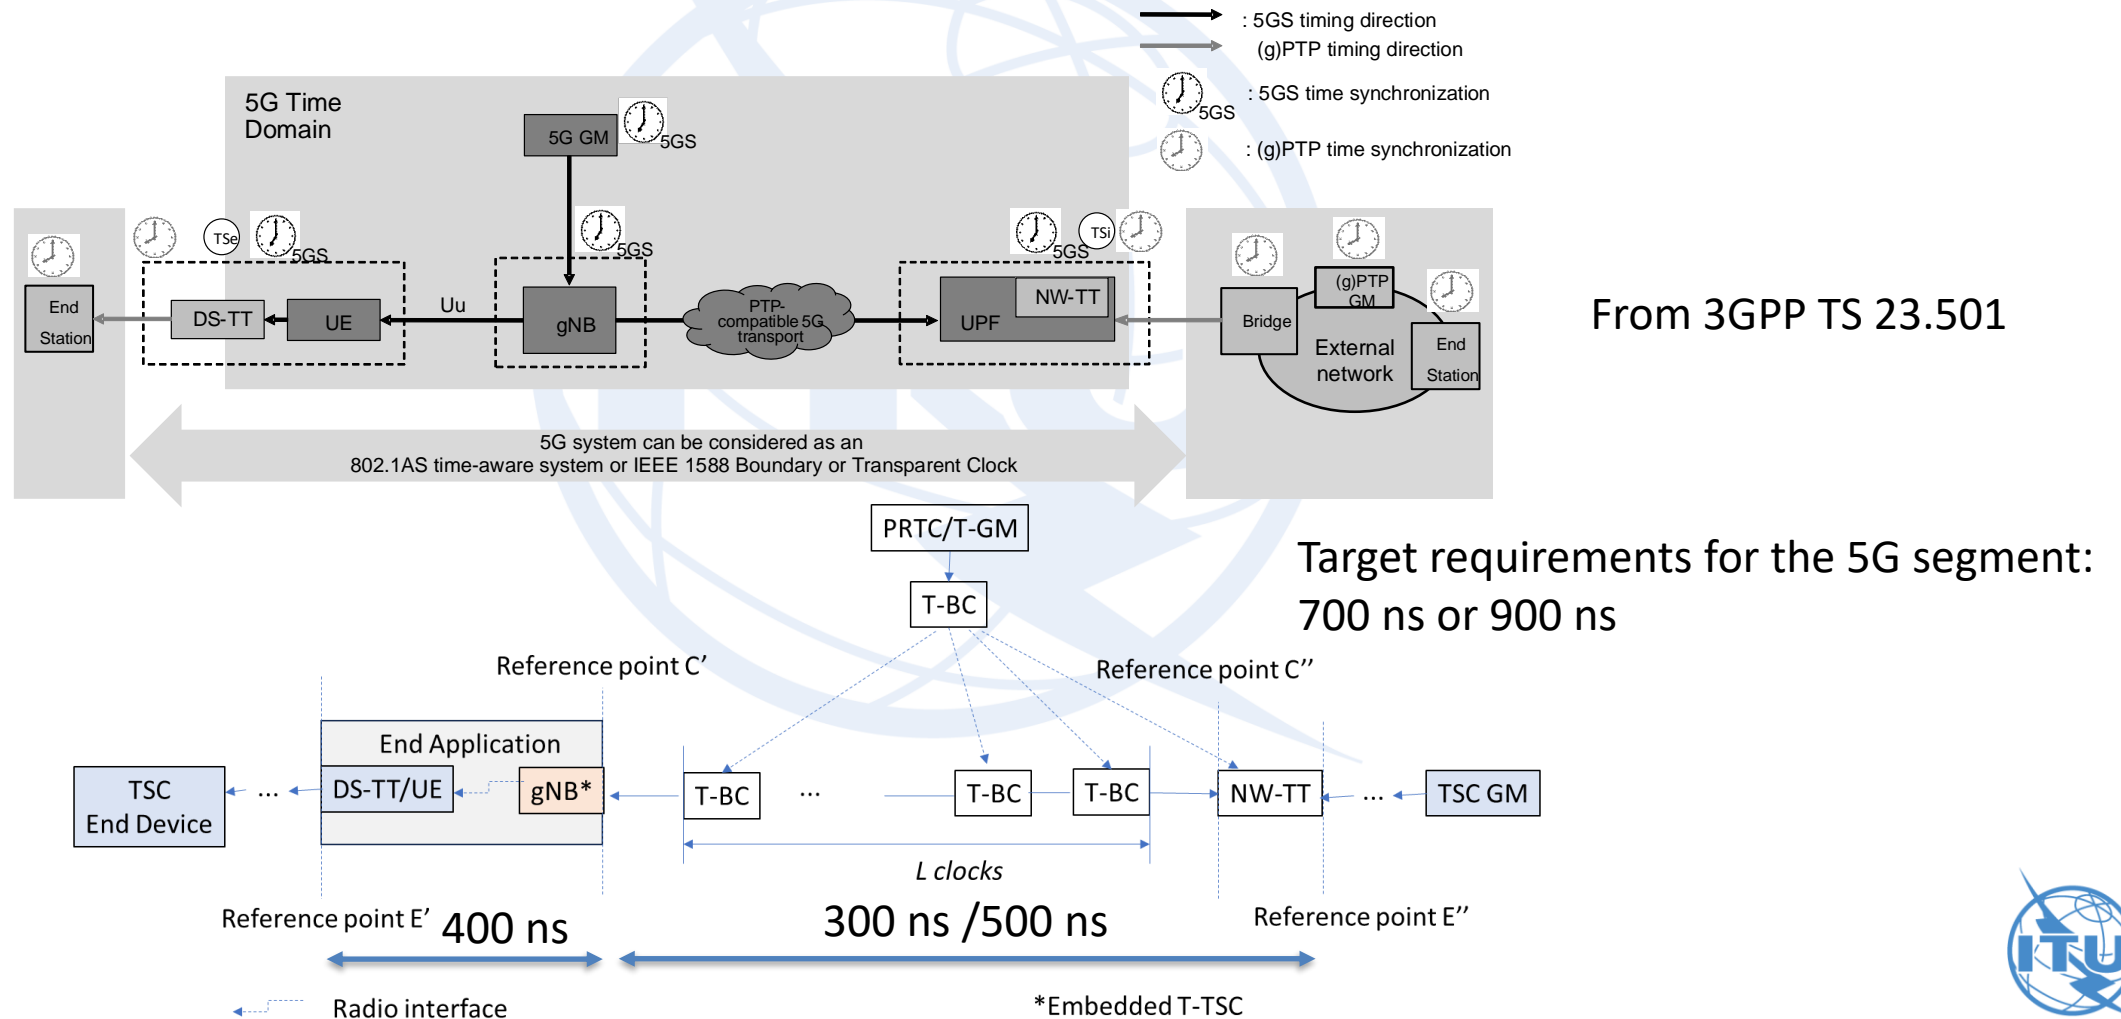 : 5GS timing direction
(g)PTP timing direction
: 5GS time synchronization
5GS
: (g)PTP time synchronization
5G Time
Domain
5G GM
5GS
TSe
5GS
5GS
5GS
TSi
End
Station
DS-TT
UE
Uu
gNB
PTP-
compatible 5G
transport
UPF
NW-TT
Bridge
(g)PTP
GM
External
network
End
Station
From 3GPP TS 23.501
5G system can be considered as an
802.1AS time-aware system or IEEE 1588 Boundary or Transparent Clock
PRTC/T-GM
T-BC
Target requirements for the 5G segment:
700 ns or 900 ns
Reference point C’
Reference point C’’
End Application
TSC
End Device
...
DS-TT/UE
gNB*
T-BC
...
T-BC
T-BC
NW-TT
...
TSC GM
L clocks
Reference point E’
400 ns
300 ns /500 ns
Reference point E’’
Radio interface
*Embedded T-TSC
ITU